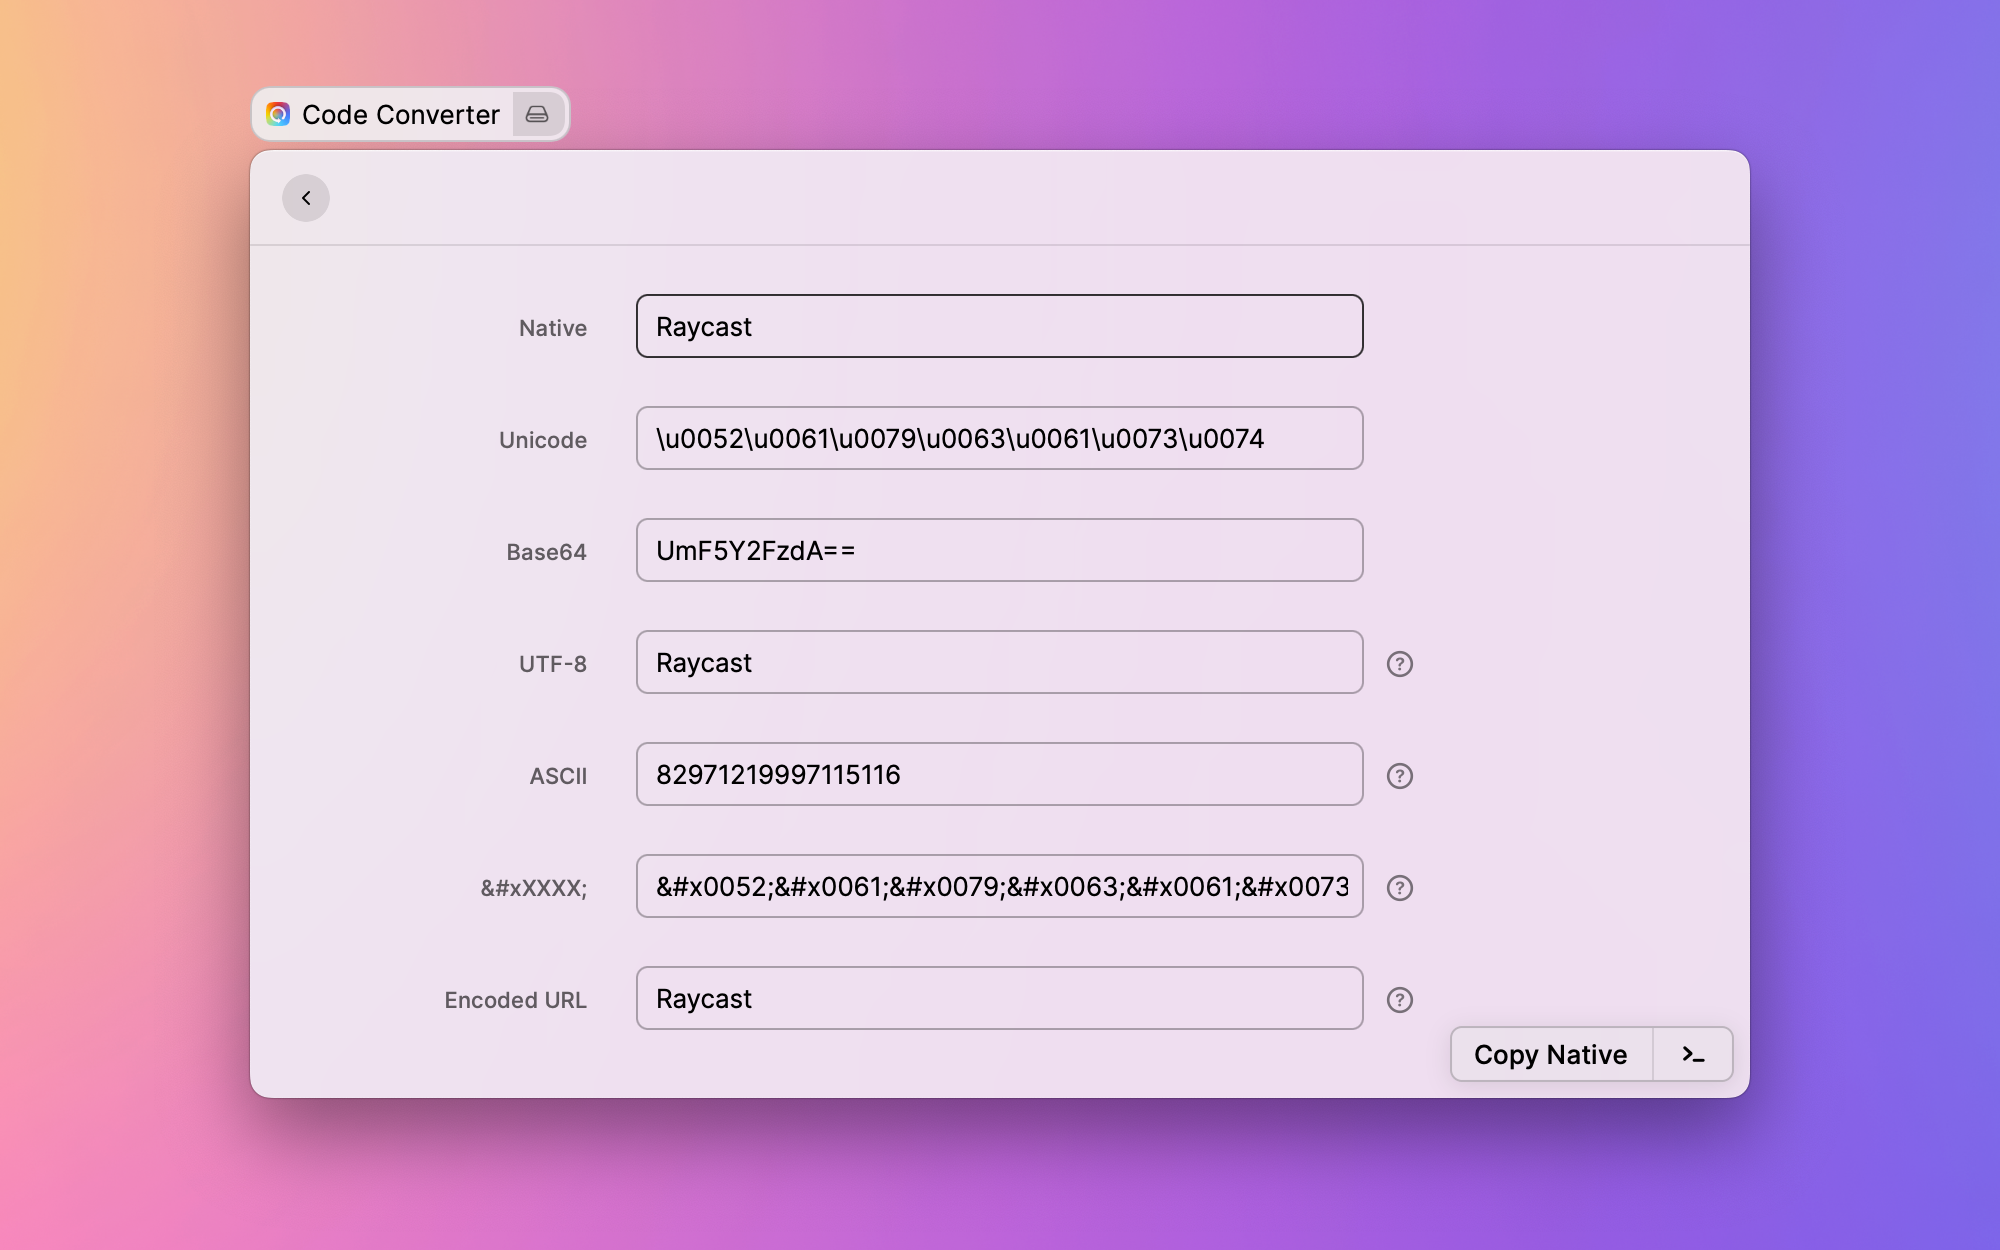 Code Converter
Native
Raycast
Unicode
\u0052\u0061\u0079\u0063\u0061\u0073\u0074
Base64
UmF5Y2FzdA==
UTF-8
Raycast
ASCII
82971219997115116
&#xXXXX;
&#x0052;&#x0061;&#x0079;&#x0063;&#x0061;&#x0073
Encoded URL
Raycast
Copy Native